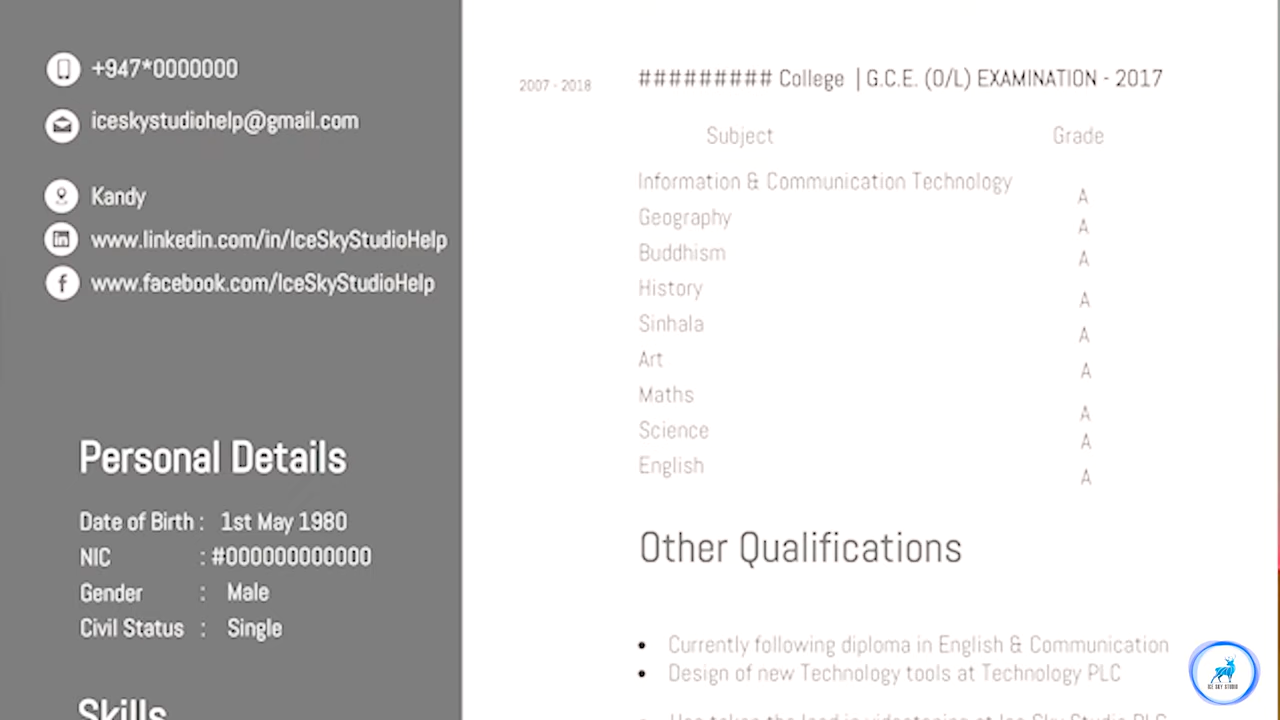 +947*0000000
iceskystudiohelp@gmail.com
Kandy
www.linkedin.com/in/IceSkyStudioHelp
www.facebook.com/IceSkyStudioHelp
Personal Details
Date of Birth : 1st May 1980
NIC : #000000000000
Gender : Male
Civil Status : Single
Skills
2007 - 2018 ######### College | G.C.E. (O/L) EXAMINATION - 2017
Subject Grade
Information & Communication Technology A
Geography A
Buddhism A
History A
Sinhala A
Art A
Maths A
Science A
English A
Other Qualifications
• Currently following diploma in English & Communication
• Design of new Technology tools at Technology PLC
ICE SKY STUDIO